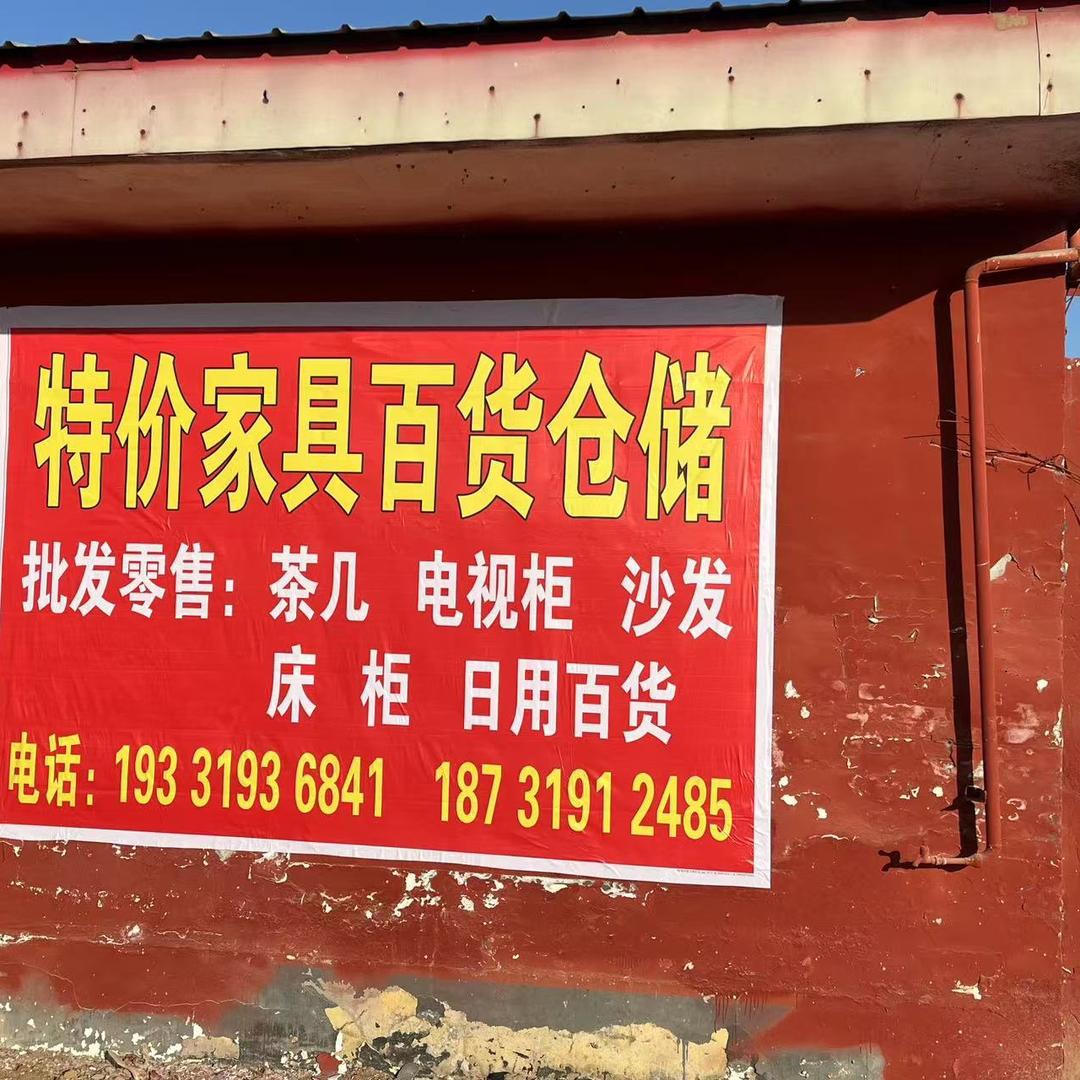 特价家具百货仓储
批发零售：茶几 电视柜 沙发
床 柜 日用百货
电话：193 3193 6841 187 3191 2485